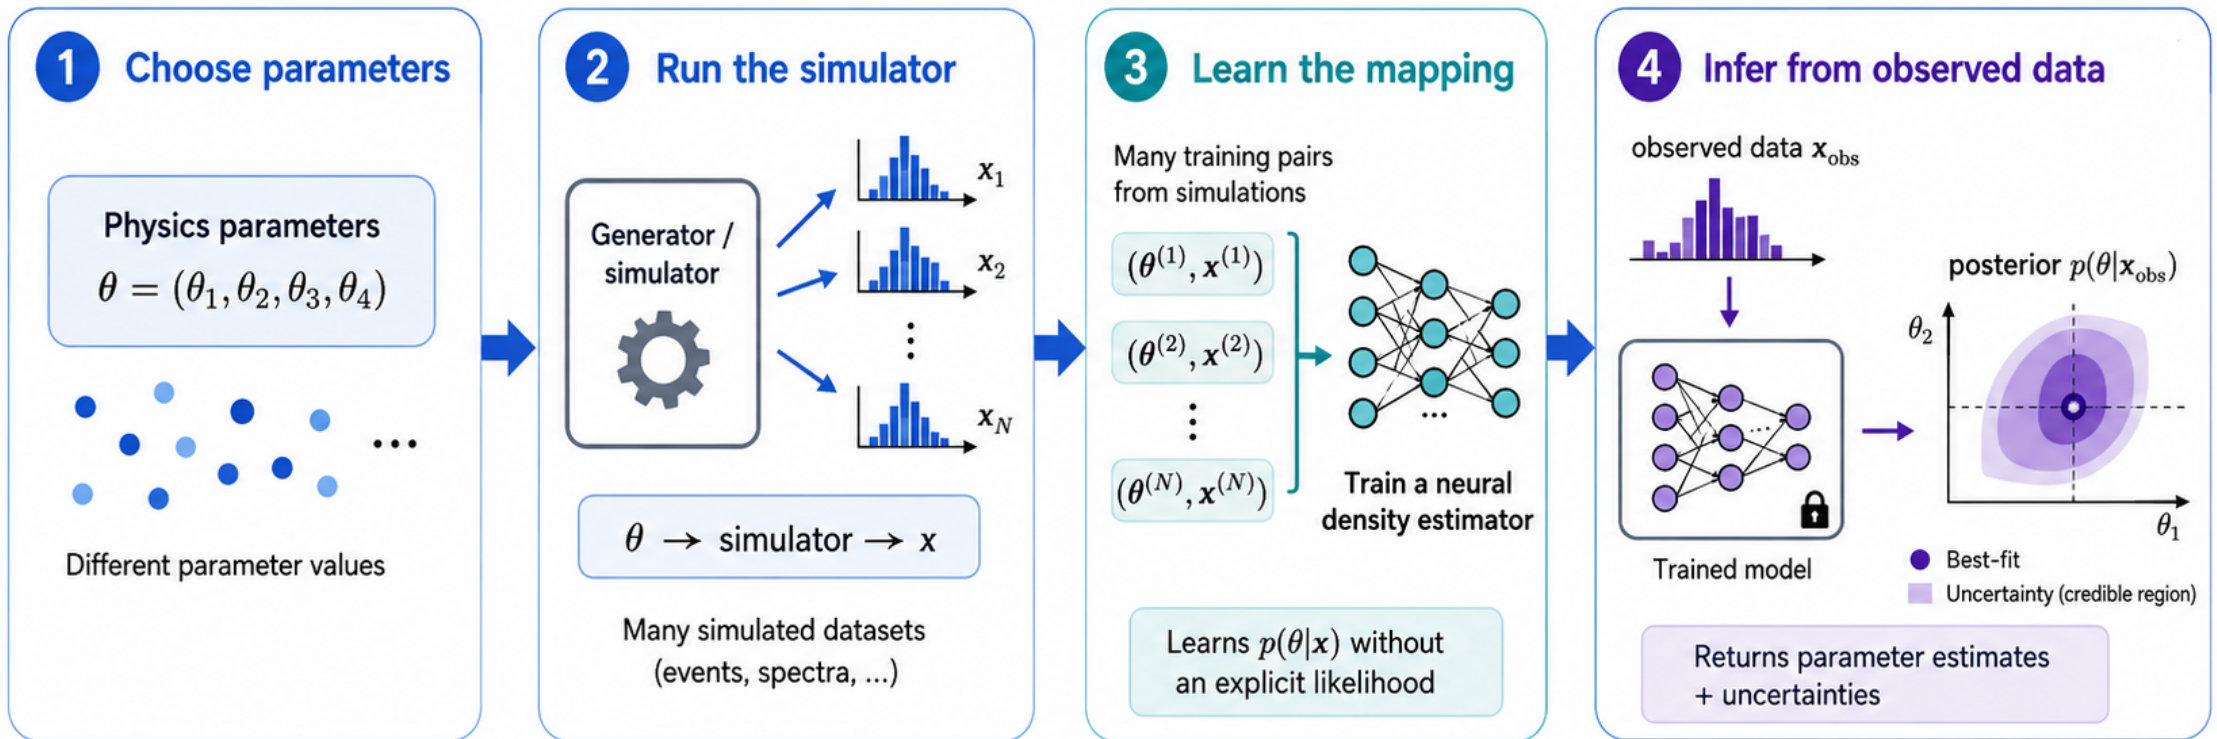 1 Choose parameters
Physics parameters
θ = (θ₁, θ₂, θ₃, θ₄)
...
Different parameter values
2 Run the simulator
Generator /
simulator
x₁
x₂
⋮
x_N
θ → simulator → x
Many simulated datasets
(events, spectra, ...)
3 Learn the mapping
Many training pairs
from simulations
(θ⁽¹⁾, x⁽¹⁾)
(θ⁽²⁾, x⁽²⁾)
⋮
(θ⁽ᴺ⁾, x⁽ᴺ⁾)
...
Train a neural
density estimator
Learns p(θ|x) without
an explicit likelihood
4 Infer from observed data
observed data x_obs
...
Trained model
posterior p(θ|x_obs)
θ₂
θ₁
Best-fit
Uncertainty (credible region)
Returns parameter estimates
+ uncertainties